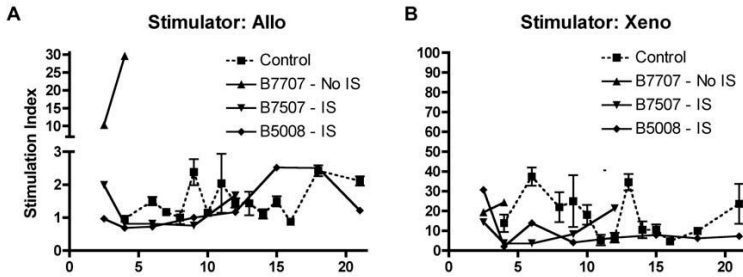 A
Stimulator: Allo
Stimulation Index
30
25
20
15
10
3
2
1
0
0 5 10 15 20
Control
B7707 - No IS
B7507 - IS
B5008 - IS
B
Stimulator: Xeno
100
90
80
70
60
50
40
30
20
10
0
0 5 10 15 20
Control
B7707 - No IS
B7507 - IS
B5008 - IS